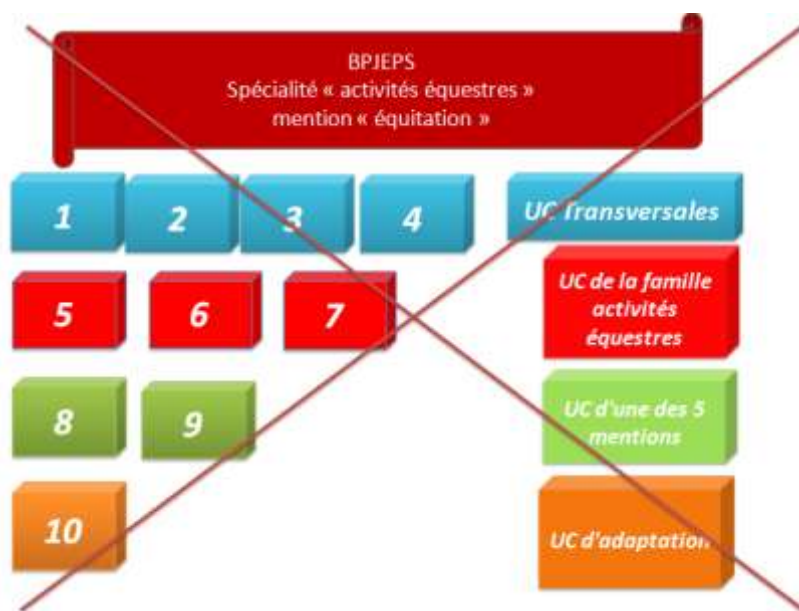 BPJEPS
Spécialité « activités équestres »
mention « équitation »
1 2 3 4 UC Transversales
5 6 7 UC de la famille
activités
équestres
8 9 UC d'une des 5
mentions
10 UC d'adaptation